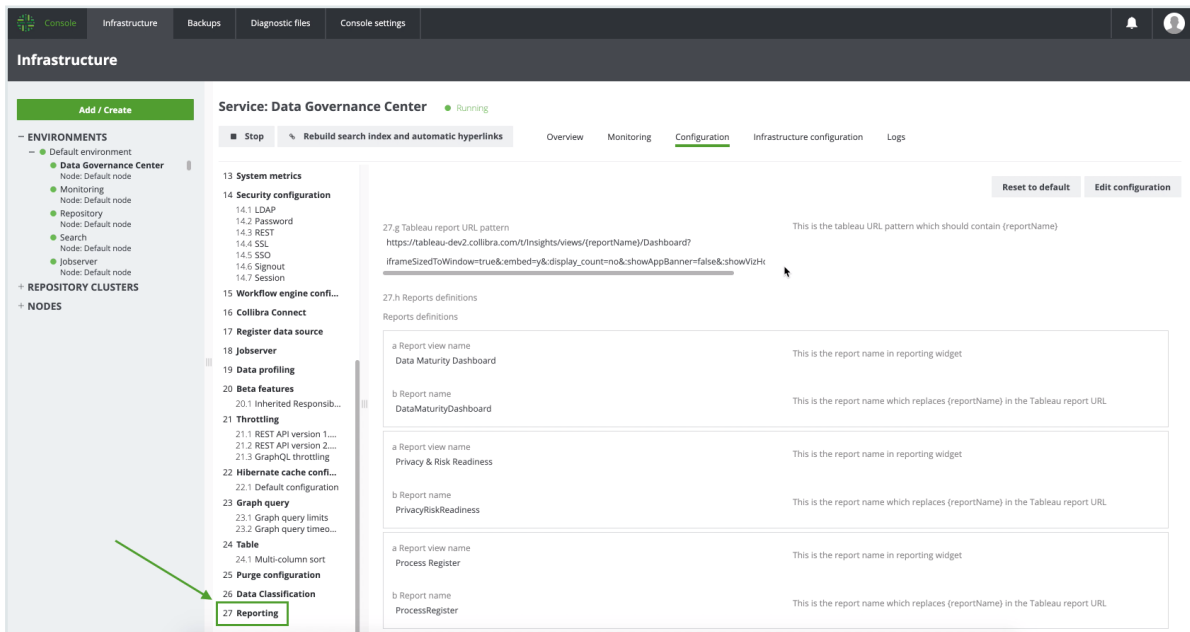 Console Infrastructure Backups Diagnostic files Console settings
Infrastructure
Add / Create
− ENVIRONMENTS
− Default environment
Data Governance Center
Node: Default node
Monitoring
Node: Default node
Repository
Node: Default node
Search
Node: Default node
Jobserver
Node: Default node
+ REPOSITORY CLUSTERS
+ NODES
Service: Data Governance Center Running
Stop Rebuild search index and automatic hyperlinks Overview Monitoring Configuration Infrastructure configuration Logs
13 System metrics
14 Security configuration
14.1 LDAP
14.2 Password
14.3 REST
14.4 SSL
14.5 SSO
14.6 Signout
14.7 Session
15 Workflow engine confi...
16 Collibra Connect
17 Register data source
18 Jobserver
19 Data profiling
20 Beta features
20.1 Inherited Responsib...
21 Throttling
21.1 REST API version 1....
21.2 REST API version 2....
21.3 GraphQL throttling
22 Hibernate cache confi...
22.1 Default configuration
23 Graph query
23.1 Graph query limits
23.2 Graph query timeo...
24 Table
24.1 Multi-column sort
25 Purge configuration
26 Data Classification
27 Reporting
Reset to default Edit configuration
27.g Tableau report URL pattern This is the tableau URL pattern which should contain {reportName}
https://tableau-dev2.collibra.com/t/Insights/views/{reportName}/Dashboard?
iframeSizedToWindow=true&:embed=y&:display_count=no&:showAppBanner=false&:showVizHo
27.h Reports definitions
Reports definitions
a Report view name This is the report name in reporting widget
Data Maturity Dashboard
b Report name This is the report name which replaces {reportName} in the Tableau report URL
DataMaturityDashboard
a Report view name This is the report name in reporting widget
Privacy & Risk Readiness
b Report name This is the report name which replaces {reportName} in the Tableau report URL
PrivacyRiskReadiness
a Report view name This is the report name in reporting widget
Process Register
b Report name This is the report name which replaces {reportName} in the Tableau report URL
ProcessRegister